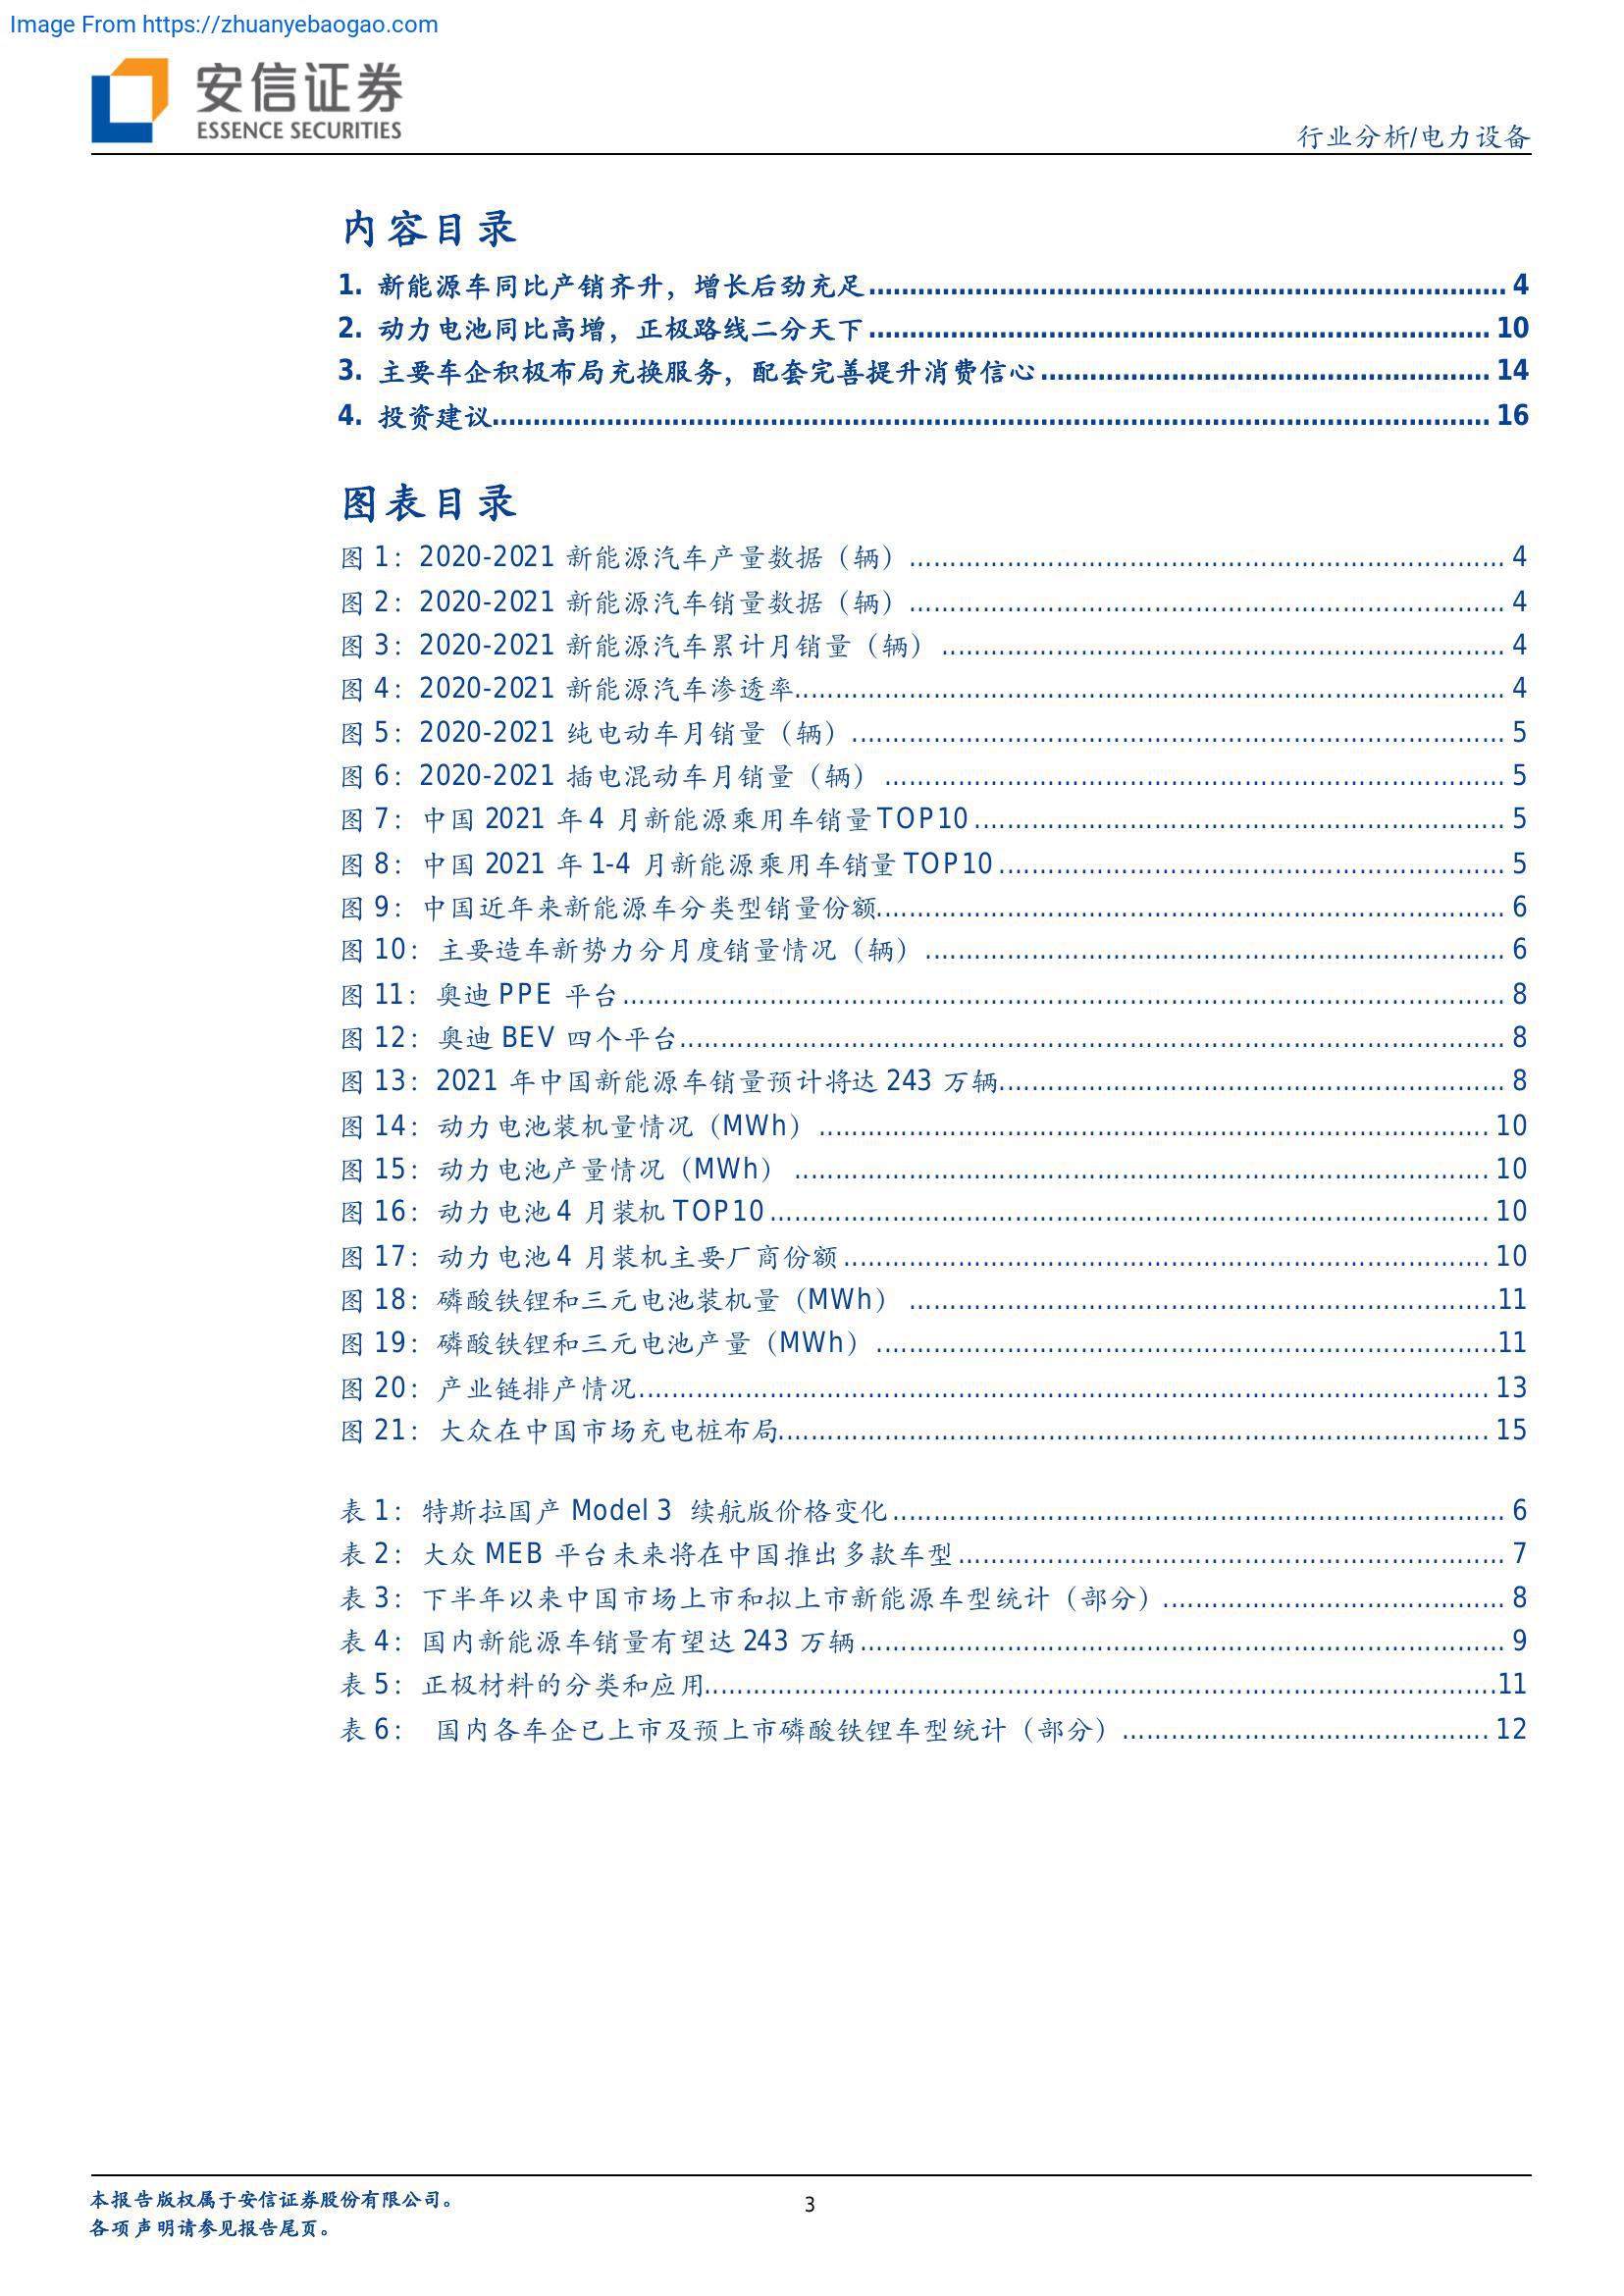 Image From https://zhuanyebaogao.com
安信证券
ESSENCE SECURITIES
行业分析/电力设备
内容目录
1. 新能源车同比产销齐升，增长后劲充足 4
2. 动力电池同比高增，正极路线二分天下 10
3. 主要车企积极布局充换服务，配套完善提升消费信心 14
4. 投资建议 16
图表目录
图 1：2020-2021 新能源汽车产量数据（辆） 4
图 2：2020-2021 新能源汽车销量数据（辆） 4
图 3：2020-2021 新能源汽车累计月销量（辆） 4
图 4：2020-2021 新能源汽车渗透率 4
图 5：2020-2021 纯电动车月销量（辆） 5
图 6：2020-2021 插电混动车月销量（辆） 5
图 7：中国 2021 年 4 月新能源乘用车销量 TOP10 5
图 8：中国 2021 年 1-4 月新能源乘用车销量 TOP10 5
图 9：中国近年来新能源车分类型销量份额 6
图 10：主要造车新势力分月度销量情况（辆） 6
图 11：奥迪 PPE 平台 8
图 12：奥迪 BEV 四个平台 8
图 13：2021 年中国新能源车销量预计将达 243 万辆 8
图 14：动力电池装机量情况（MWh） 10
图 15：动力电池产量情况（MWh） 10
图 16：动力电池 4 月装机 TOP10 10
图 17：动力电池 4 月装机主要厂商份额 10
图 18：磷酸铁锂和三元电池装机量（MWh） 11
图 19：磷酸铁锂和三元电池产量（MWh） 11
图 20：产业链排产情况 13
图 21：大众在中国市场充电桩布局 15
表 1：特斯拉国产 Model 3 续航版价格变化 6
表 2：大众 MEB 平台未来将在中国推出多款车型 7
表 3：下半年以来中国市场上市和拟上市新能源车型统计（部分） 8
表 4：国内新能源车销量有望达 243 万辆 9
表 5：正极材料的分类和应用 11
表 6： 国内各车企已上市及预上市磷酸铁锂车型统计（部分） 12
本报告版权属于安信证券股份有限公司。
各项声明请参见报告尾页。
3